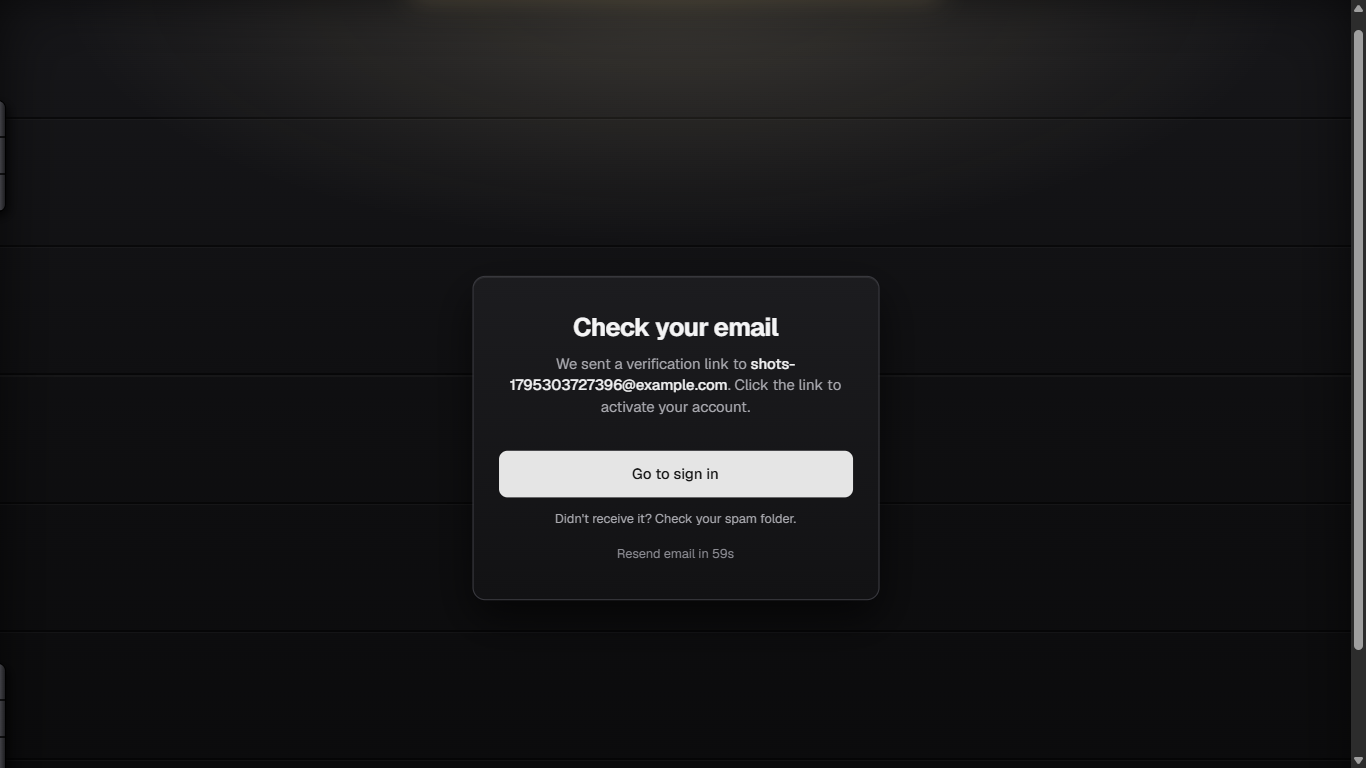 Check your email
We sent a verification link to shots-
1795303727396@example.com. Click the link to
activate your account.
Go to sign in
Didn't receive it? Check your spam folder.
Resend email in 59s